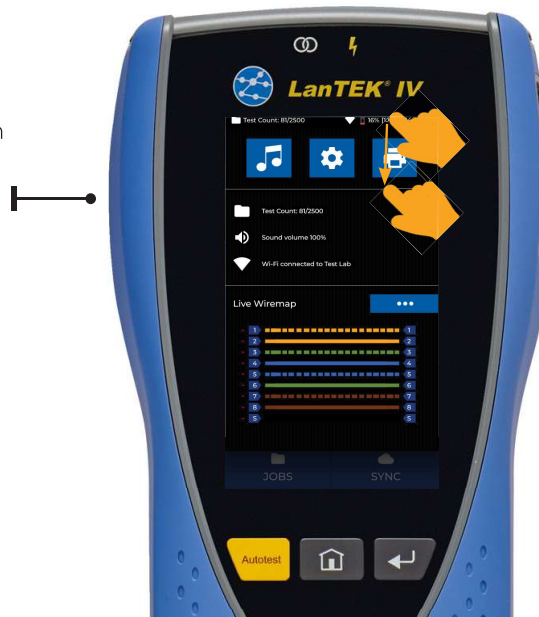 LanTEK® IV
Test Count: 81/2500 16%
Test Count: 81/2500
Sound volume 100%
Wi-Fi connected to Test Lab
Live Wiremap
1 1
2 2
3 3
4 4
5 5
6 6
7 7
8 8
S S
JOBS SYNC
Autotest